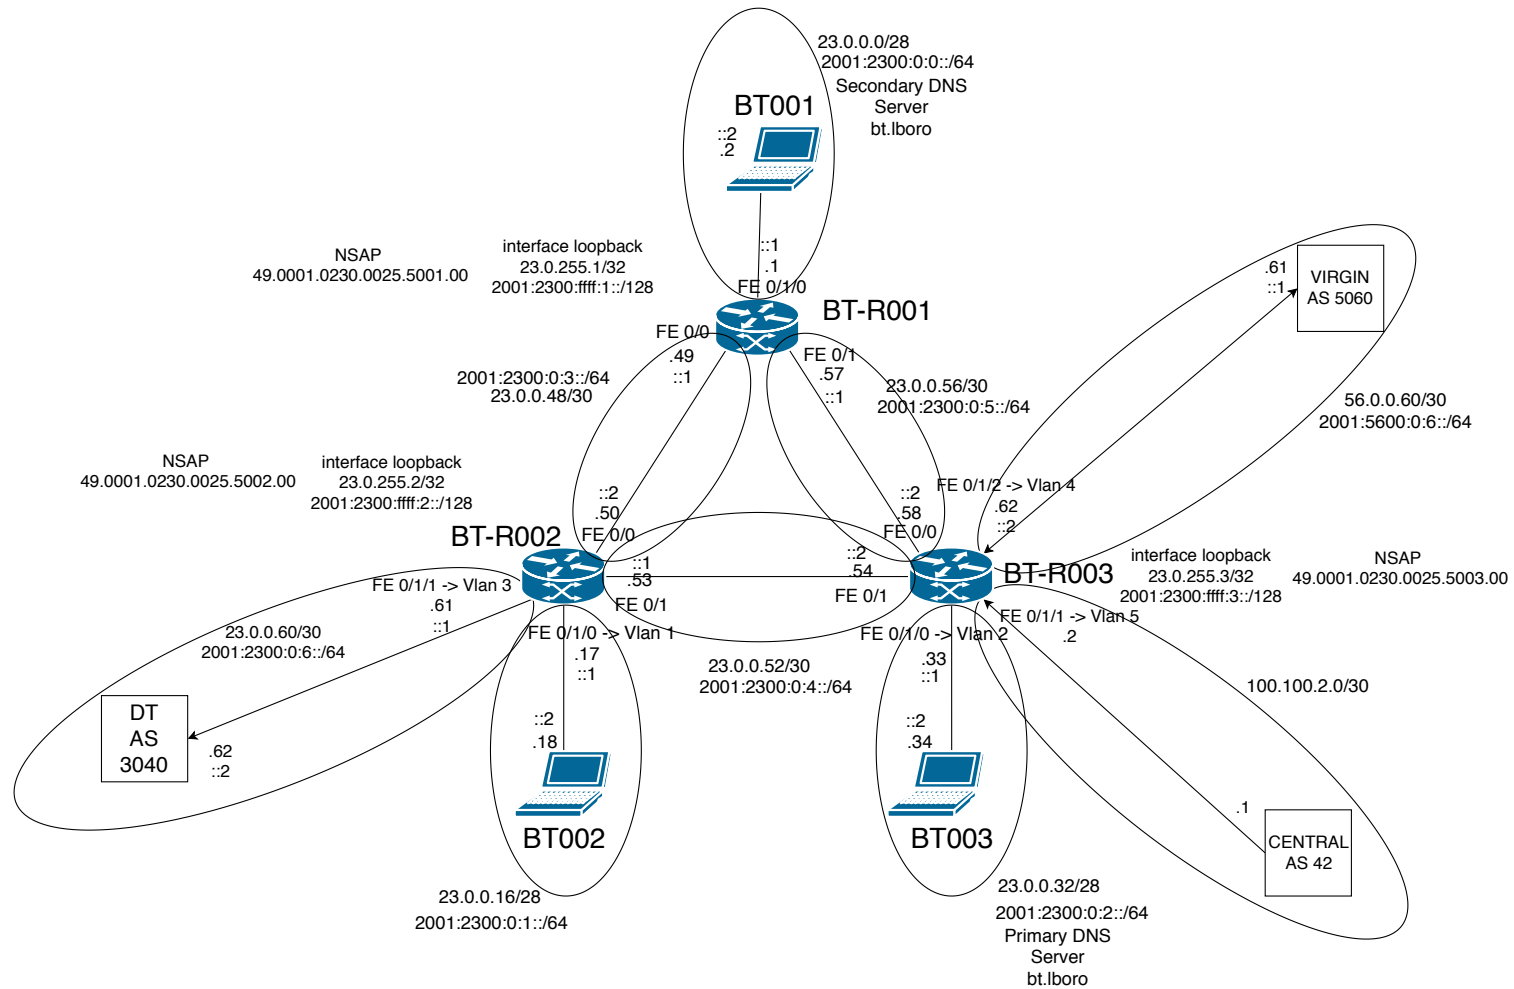 23.0.0.0/28
2001:2300:0:0::/64
Secondary DNS
Server
bt.lboro
BT001
::2
.2
::1
.1
FE 0/1/0
BT-R001
NSAP
49.0001.0230.0025.5001.00
interface loopback
23.0.255.1/32
2001:2300:ffff:1::/128
FE 0/0
.49
::1
FE 0/1
.57
::1
2001:2300:0:3::/64
23.0.0.48/30
23.0.0.56/30
2001:2300:0:5::/64
.61
::1
VIRGIN
AS 5060
56.0.0.60/30
2001:5600:0:6::/64
NSAP
49.0001.0230.0025.5002.00
interface loopback
23.0.255.2/32
2001:2300:ffff:2::/128
::2
.50
FE 0/0
BT-R002
::2
.58
FE 0/0
FE 0/1/2 -> Vlan 4
.62
::2
::1
.53
FE 0/1
::2
.54
FE 0/1
BT-R003
interface loopback
23.0.255.3/32
2001:2300:ffff:3::/128
NSAP
49.0001.0230.0025.5003.00
FE 0/1/1 -> Vlan 3
.61
::1
23.0.0.60/30
2001:2300:0:6::/64
FE 0/1/0 -> Vlan 1
.17
::1
FE 0/1/0 -> Vlan 2
.33
::1
FE 0/1/1 -> Vlan 5
.2
23.0.0.52/30
2001:2300:0:4::/64
100.100.2.0/30
DT
AS
3040
.62
::2
::2
.18
BT002
::2
.34
BT003
.1
CENTRAL
AS 42
23.0.0.16/28
2001:2300:0:1::/64
23.0.0.32/28
2001:2300:0:2::/64
Primary DNS
Server
bt.lboro